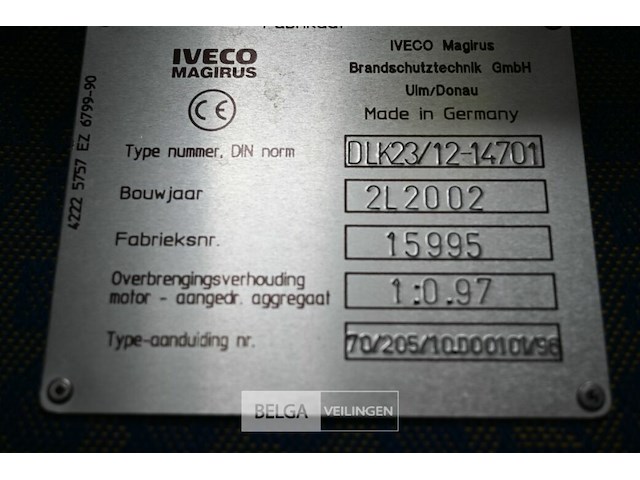 IVECO
MAGIRUS
IVECO Magirus
Brandschutztechnik GmbH
Ulm/Donau
Made in Germany
CE
4222 5757 EZ 6799-90
Type nummer, DIN norm DLK23/12-14701
Bouwjaar 2L2002
Fabrieksnr. 15995
Overbrengingsverhouding
motor - aangedr. aggregaat 1:0.97
Type-aanduiding nr. 70/205/10.D00101/96
BELGA VEILINGEN